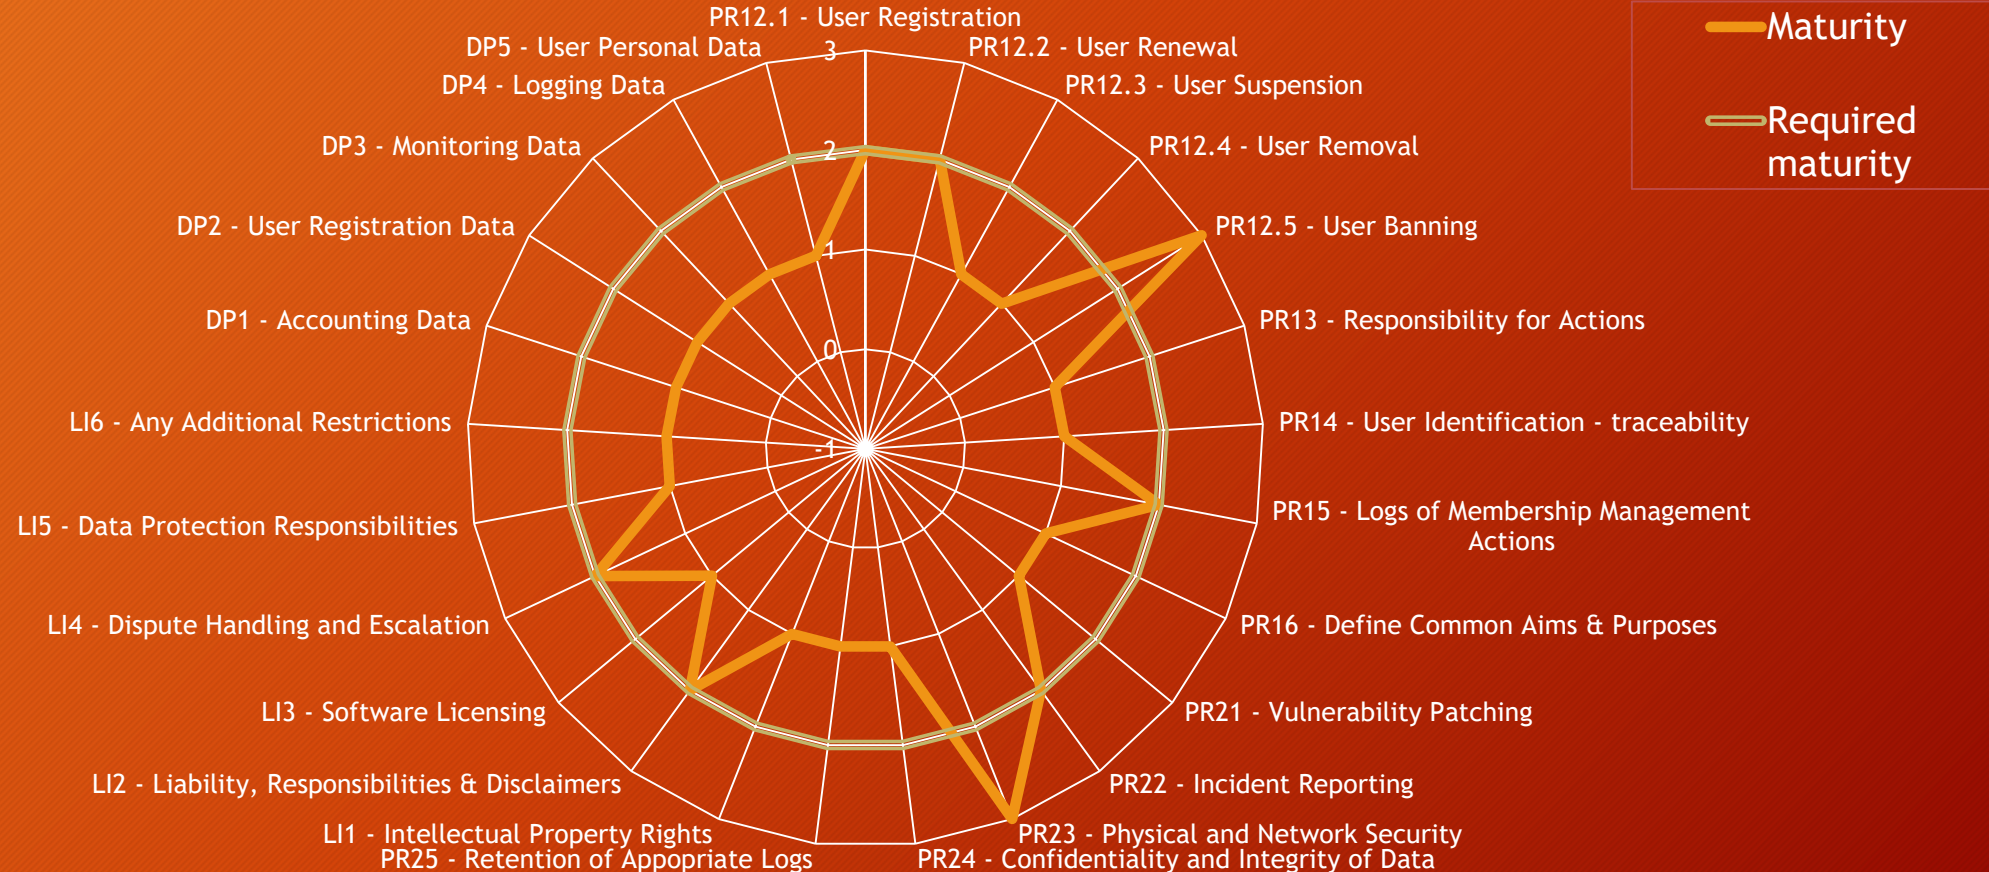 PR12.1 - User Registration
DP5 - User Personal Data
PR12.2 - User Renewal
DP4 - Logging Data
PR12.3 - User Suspension
DP3 - Monitoring Data
PR12.4 - User Removal
DP2 - User Registration Data
PR12.5 - User Banning
DP1 - Accounting Data
PR13 - Responsibility for Actions
LI6 - Any Additional Restrictions
PR14 - User Identification - traceability
LI5 - Data Protection Responsibilities
PR15 - Logs of Membership Management
Actions
LI4 - Dispute Handling and Escalation
PR16 - Define Common Aims & Purposes
LI3 - Software Licensing
PR21 - Vulnerability Patching
LI2 - Liability, Responsibilities & Disclaimers
PR22 - Incident Reporting
LI1 - Intellectual Property Rights
PR23 - Physical and Network Security
PR25 - Retention of Appopriate Logs
PR24 - Confidentiality and Integrity of Data
3
2
1
0
-1
Maturity
Required
maturity